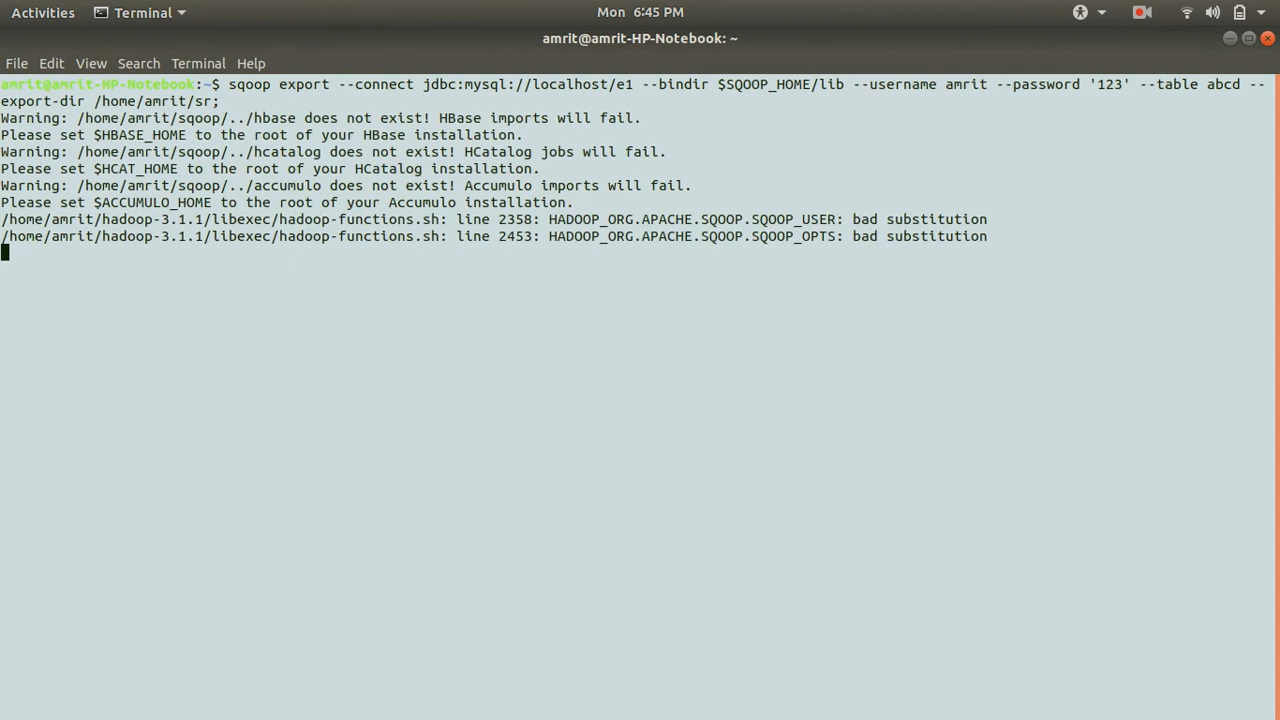 Activities Terminal Mon 6:45 PM
amrit@amrit-HP-Notebook: ~
File Edit View Search Terminal Help
amrit@amrit-HP-Notebook:~$ sqoop export --connect jdbc:mysql://localhost/e1 --bindir $SQOOP_HOME/lib --username amrit --password '123' --table abcd --
export-dir /home/amrit/sr;
Warning: /home/amrit/sqoop/../hbase does not exist! HBase imports will fail.
Please set $HBASE_HOME to the root of your HBase installation.
Warning: /home/amrit/sqoop/../hcatalog does not exist! HCatalog jobs will fail.
Please set $HCAT_HOME to the root of your HCatalog installation.
Warning: /home/amrit/sqoop/../accumulo does not exist! Accumulo imports will fail.
Please set $ACCUMULO_HOME to the root of your Accumulo installation.
/home/amrit/hadoop-3.1.1/libexec/hadoop-functions.sh: line 2358: HADOOP_ORG.APACHE.SQOOP.SQOOP_USER: bad substitution
/home/amrit/hadoop-3.1.1/libexec/hadoop-functions.sh: line 2453: HADOOP_ORG.APACHE.SQOOP.SQOOP_OPTS: bad substitution